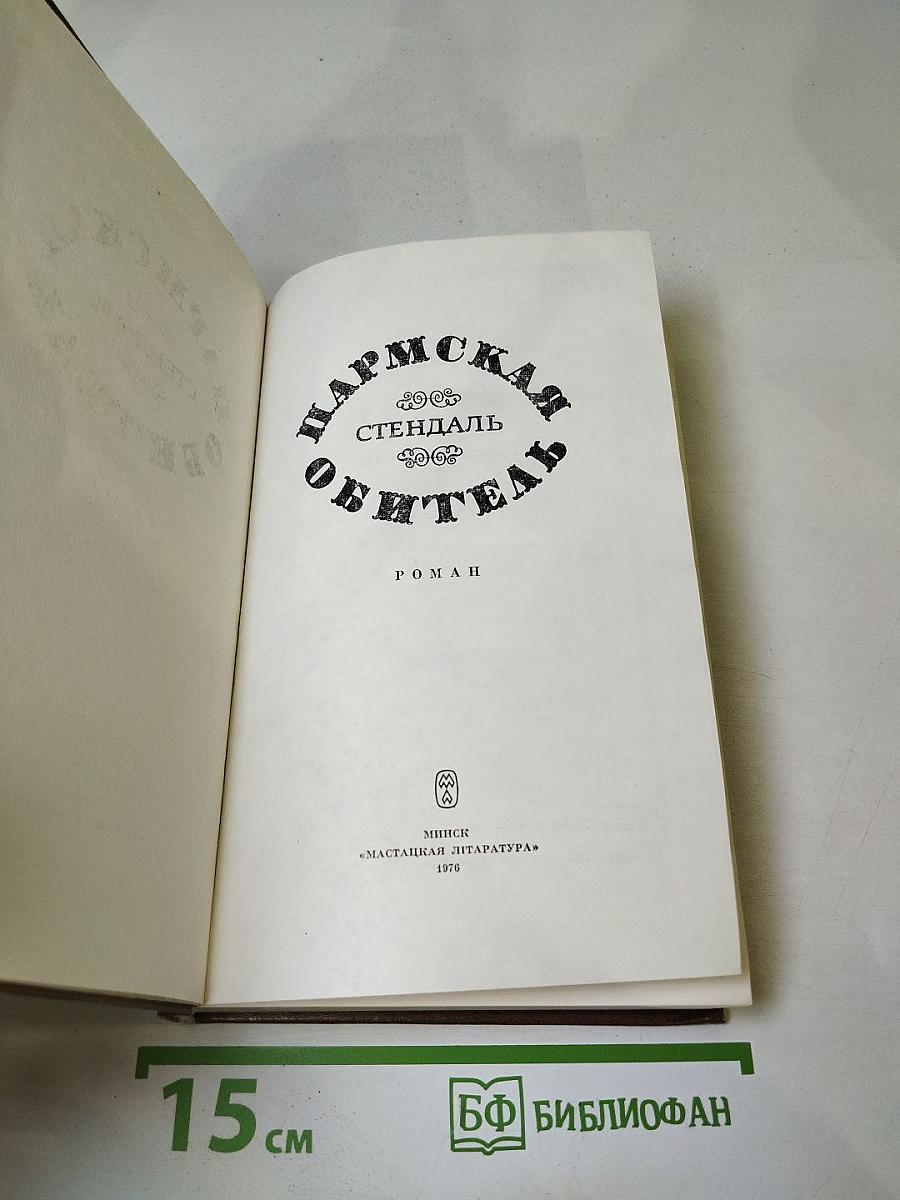 ПАРМСКАЯ
СТЕНДАЛЬ
ОБИТЕЛЬ
РОМАН
МИНСК
«МАСТАЦКАЯ ЛІТАРАТУРА»
1976
15 см
БФ БИБЛИОФАН